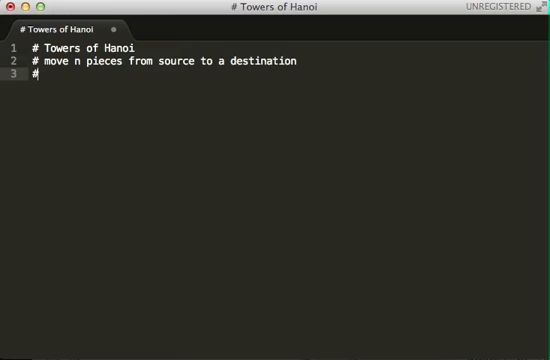 # Towers of Hanoi
UNREGISTERED
# Towers of Hanoi
1 # Towers of Hanoi
2 # move n pieces from source to a destination
3 #